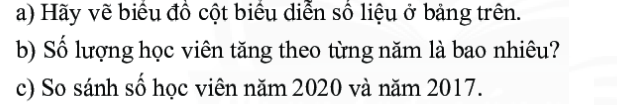 a) Hãy vẽ biểu đồ cột biểu diễn số liệu ở bảng trên.
b) Số lượng học viên tăng theo từng năm là bao nhiêu?
c) So sánh số học viên năm 2020 và năm 2017.